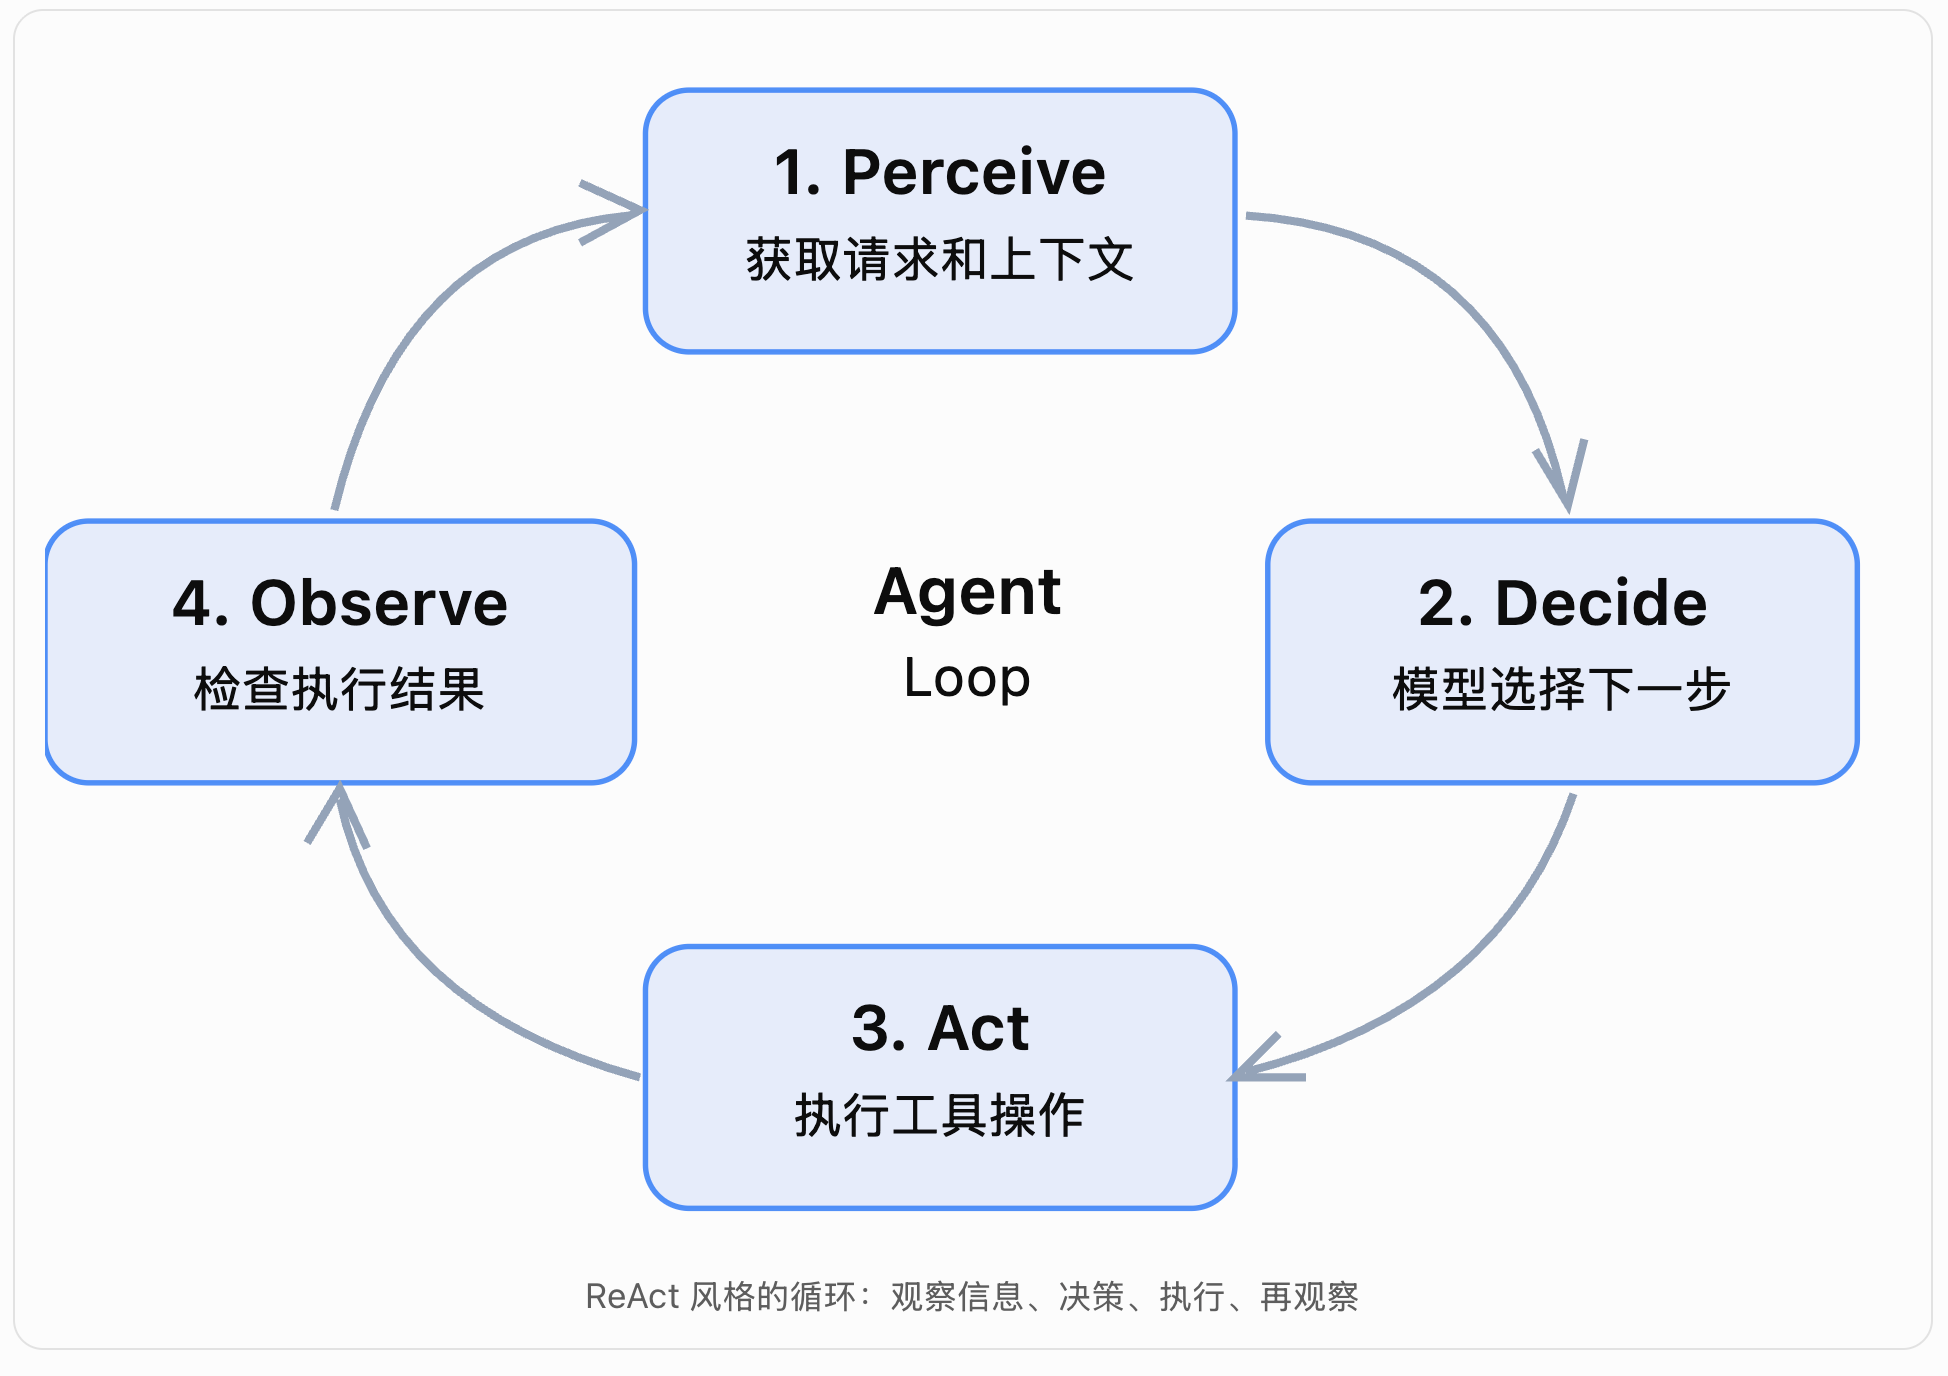 1. Perceive
获取请求和上下文
4. Observe
检查执行结果
Agent
Loop
2. Decide
模型选择下一步
3. Act
执行工具操作
ReAct 风格的循环：观察信息、决策、执行、再观察